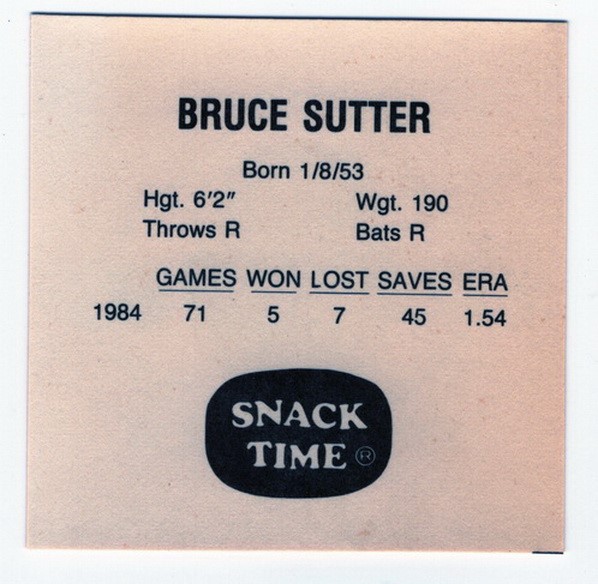 BRUCE SUTTER
Born 1/8/53
Hgt. 6'2" Wgt. 190
Throws R Bats R
GAMES WON LOST SAVES ERA
1984 71 5 7 45 1.54
SNACK
TIME ®